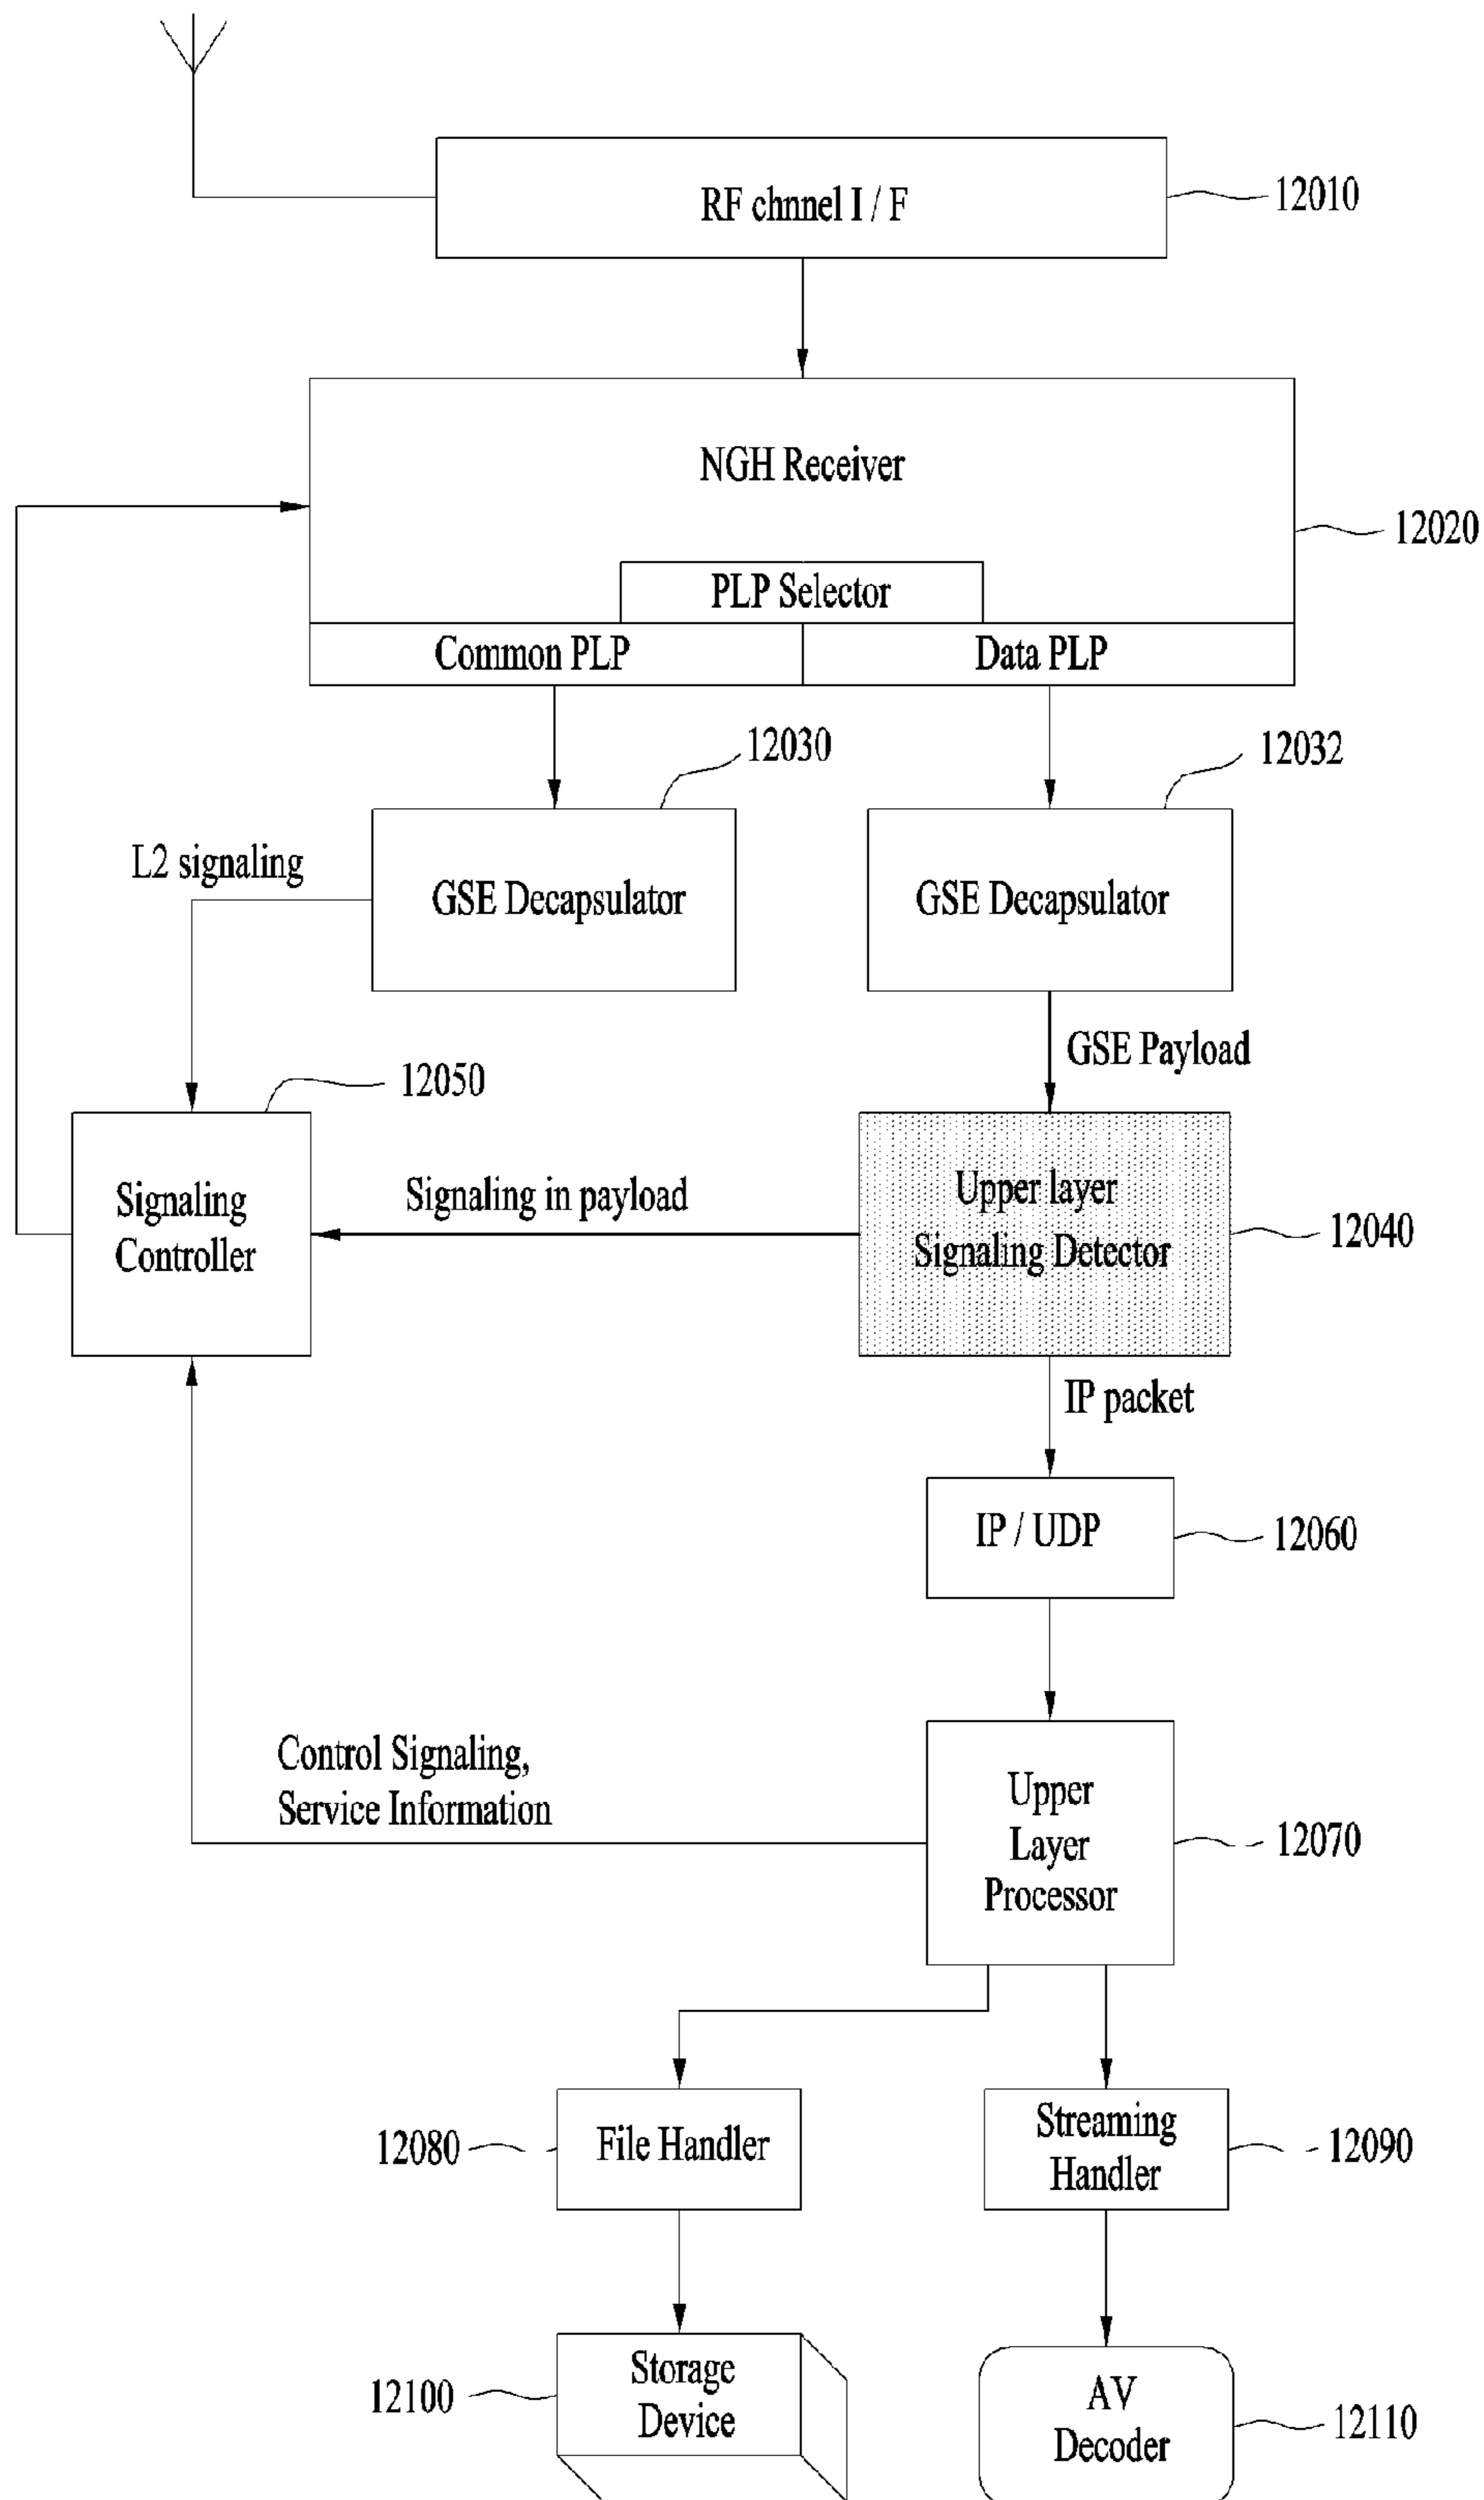 RF chnnel I / F
12010
NGH Receiver
12020
PLP Selector
Common PLP
Data PLP
12030
12032
L2 signaling
GSE Decapsulator
GSE Decapsulator
GSE Payload
12050
Signaling
Controller
Signaling in payload
Upper layer
Signaling Detector
12040
IP packet
IP / UDP
12060
Control Signaling,
Service Information
Upper
Layer
Processor
12070
12080
File Handler
Streaming
Handler
12090
12100
Storage
Device
AV
Decoder
12110